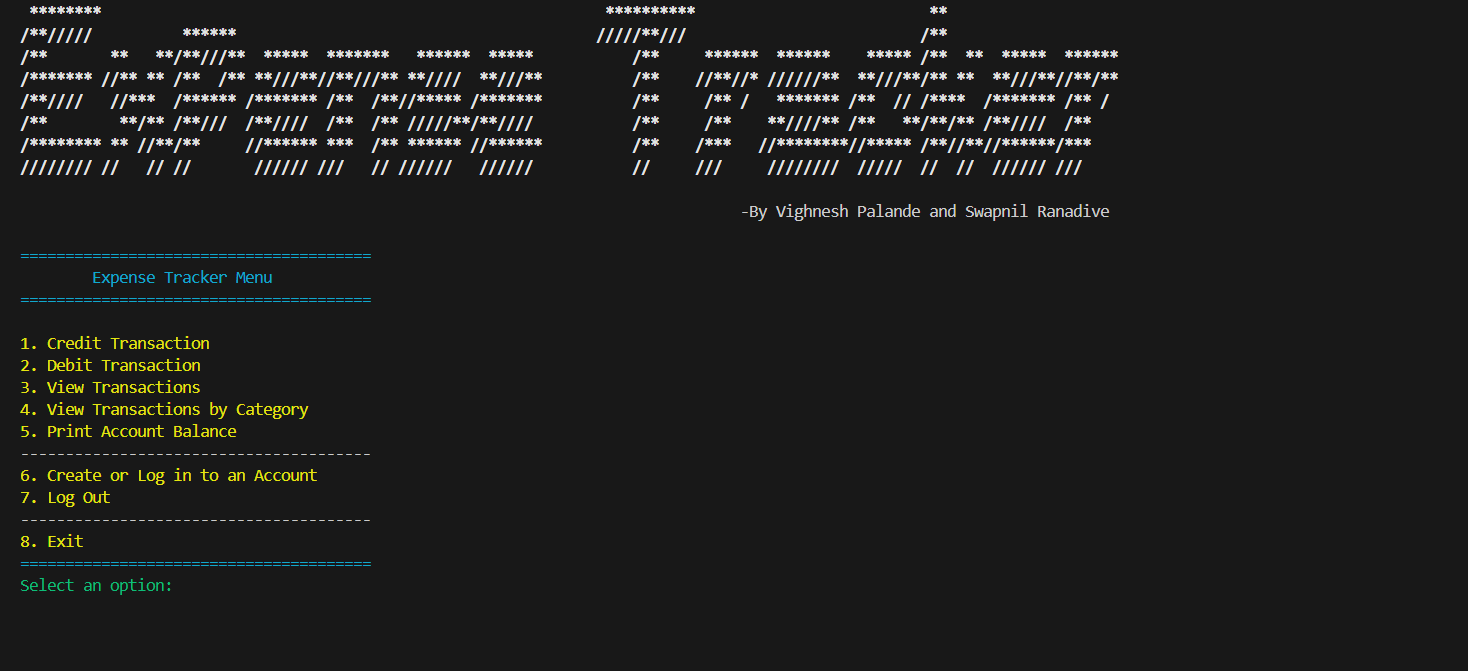 Expense Tracker
-By Vighnesh Palande and Swapnil Ranadive
=======================================
Expense Tracker Menu
=======================================
1. Credit Transaction
2. Debit Transaction
3. View Transactions
4. View Transactions by Category
5. Print Account Balance
---------------------------------------
6. Create or Log in to an Account
7. Log Out
---------------------------------------
8. Exit
=======================================
Select an option: